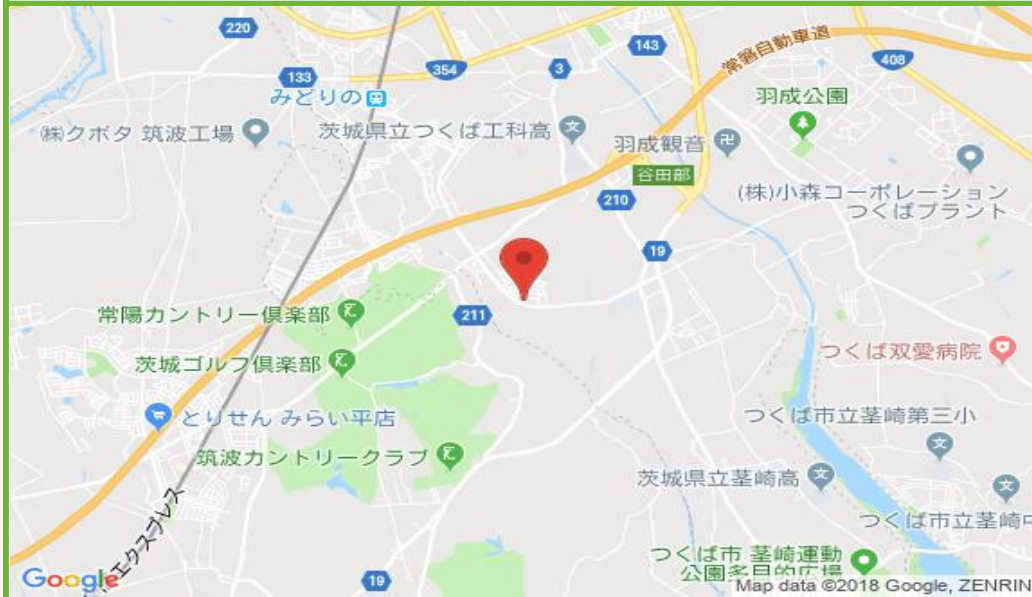 220
143
常磐自動車道
408
354
3
133
みどりの
羽成公園
㈱クボタ 筑波工場
茨城県立つくば工科高
羽成観音
谷田部
(株)小森コーポレーション
つくばプラント
210
19
常陽カントリー倶楽部
211
茨城ゴルフ倶楽部
つくば双愛病院
とりせん みらい平店
つくば市立茎崎第三小
筑波カントリークラブ
茨城県立茎崎高
つくば市立茎崎中
エクスプレス
つくば市 茎崎運動
公園多目的広場
19
Google
Map data ©2018 Google, ZENRIN